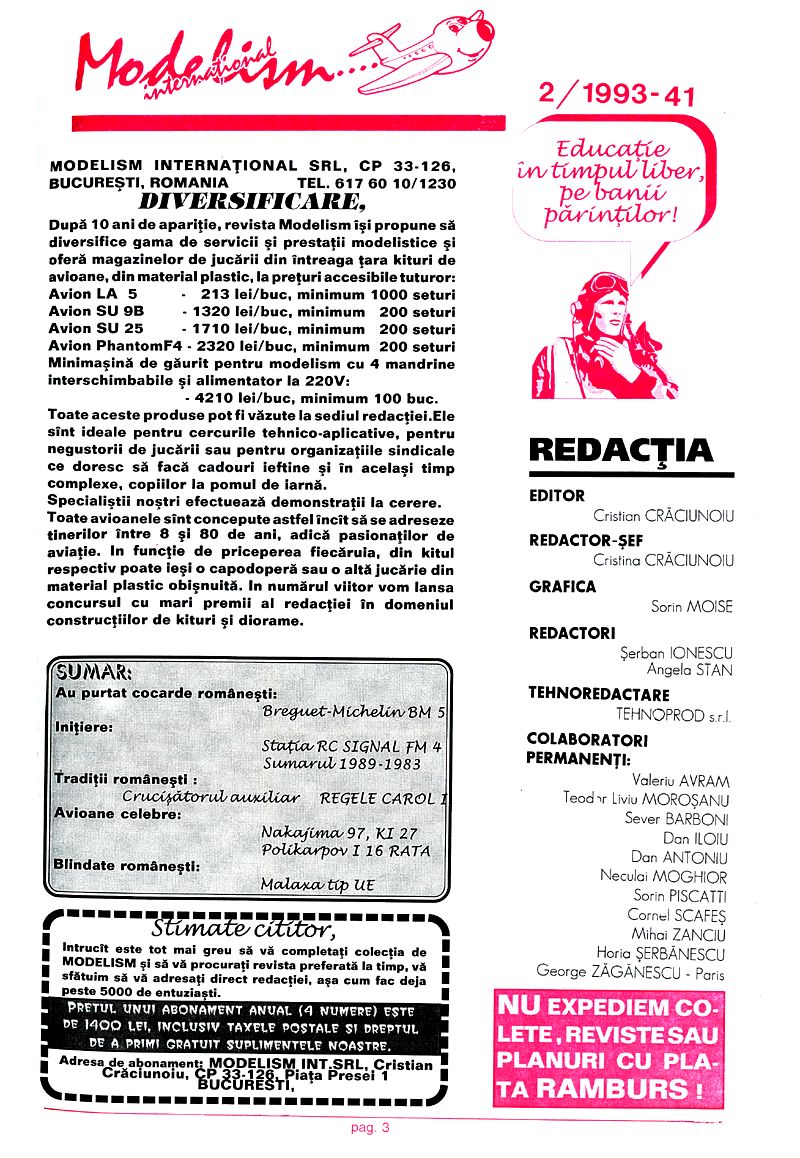 Modelism....
internațional
2/1993-41
Educație
în timpul liber,
pe banii
părinților!
MODELISM INTERNAȚIONAL SRL, CP 33-126,
BUCUREȘTI, ROMANIA TEL. 617 60 10/1230
DIVERSIFICARE,
După 10 ani de apariție, revista Modelism își propune să
diversifice gama de servicii și prestații modelistice și
oferă magazinelor de jucării din întreaga țara kituri de
avioane, din material plastic, la prețuri accesibile tuturor:
Avion LA 5 - 213 lei/buc, minimum 1000 seturi
Avion SU 9B - 1320 lei/buc, minimum 200 seturi
Avion SU 25 - 1710 lei/buc, minimum 200 seturi
Avion PhantomF4 - 2320 lei/buc, minimum 200 seturi
Minimașină de găurit pentru modelism cu 4 mandrine
interschimbabile și alimentator la 220V:
- 4210 lei/buc, minimum 100 buc.
Toate aceste produse pot fi văzute la sediul redacției.Ele
sînt ideale pentru cercurile tehnico-aplicative, pentru
negustorii de jucării sau pentru organizațiile sindicale
ce doresc să facă cadouri ieftine și în același timp
complexe, copiilor la pomul de iarnă.
Specialiștii noștri efectuează demonstrații la cerere.
Toate avioanele sînt concepute astfel încît să se adreseze
tinerilor între 8 și 80 de ani, adică pasionaților de
aviație. In funcție de priceperea fiecăruia, din kitul
respectiv poate ieși o capodoperă sau o altă jucărie din
material plastic obișnuită. In numărul viitor vom lansa
concursul cu mari premii al redacției în domeniul
construcțiilor de kituri și diorame.
SUMAR:
Au purtat cocarde românești:
Breguet-Michelin BM 5
Inițiere:
Stația RC SIGNAL FM 4
Sumarul 1989-1983
Tradiții românești :
Crucișătorul auxiliar REGELE CAROL I
Avioane celebre:
Nakajima 97, KI 27
Polikarpov I 16 RATA
Blindate românești:
Malaxa tip UE
Stimate cititor,
Intrucît este tot mai greu să vă completați colecția de
MODELISM și să vă procurați revista preferată la timp, vă
sfătuim să vă adresați direct redacției, așa cum fac deja
peste 5000 de entuziaști.
PRETUL UNUI ABONAMENT ANUAL (4 NUMERE) ESTE
DE 1400 LEI, INCLUSIV TAXELE POSTALE SI DREPTUL
DE A PRIMI GRATUIT SUPLIMENTELE NOASTRE.
Adresa de abonament: MODELISM INT.SRL, Cristian
Crăciunoiu, CP 33-126, Piața Presei 1
BUCURESTI,
REDACȚIA
EDITOR
Cristian CRĂCIUNOIU
REDACTOR-ȘEF
Cristina CRĂCIUNOIU
GRAFICA
Sorin MOISE
REDACTORI
Șerban IONESCU
Angela STAN
TEHNOREDACTARE
TEHNOPROD s.r.l.
COLABORATORI
PERMANENȚI:
Valeriu AVRAM
Teodor Liviu MOROȘANU
Sever BARBONI
Dan ILOIU
Dan ANTONIU
Neculai MOGHIOR
Sorin PISCATTI
Cornel SCAFEȘ
Mihai ZANCIU
Horia ȘERBĂNESCU
George ZĂGĂNESCU - Paris
NU EXPEDIEM CO-
LETE, REVISTE SAU
PLANURI CU PLA-
TA RAMBURS !
pag. 3